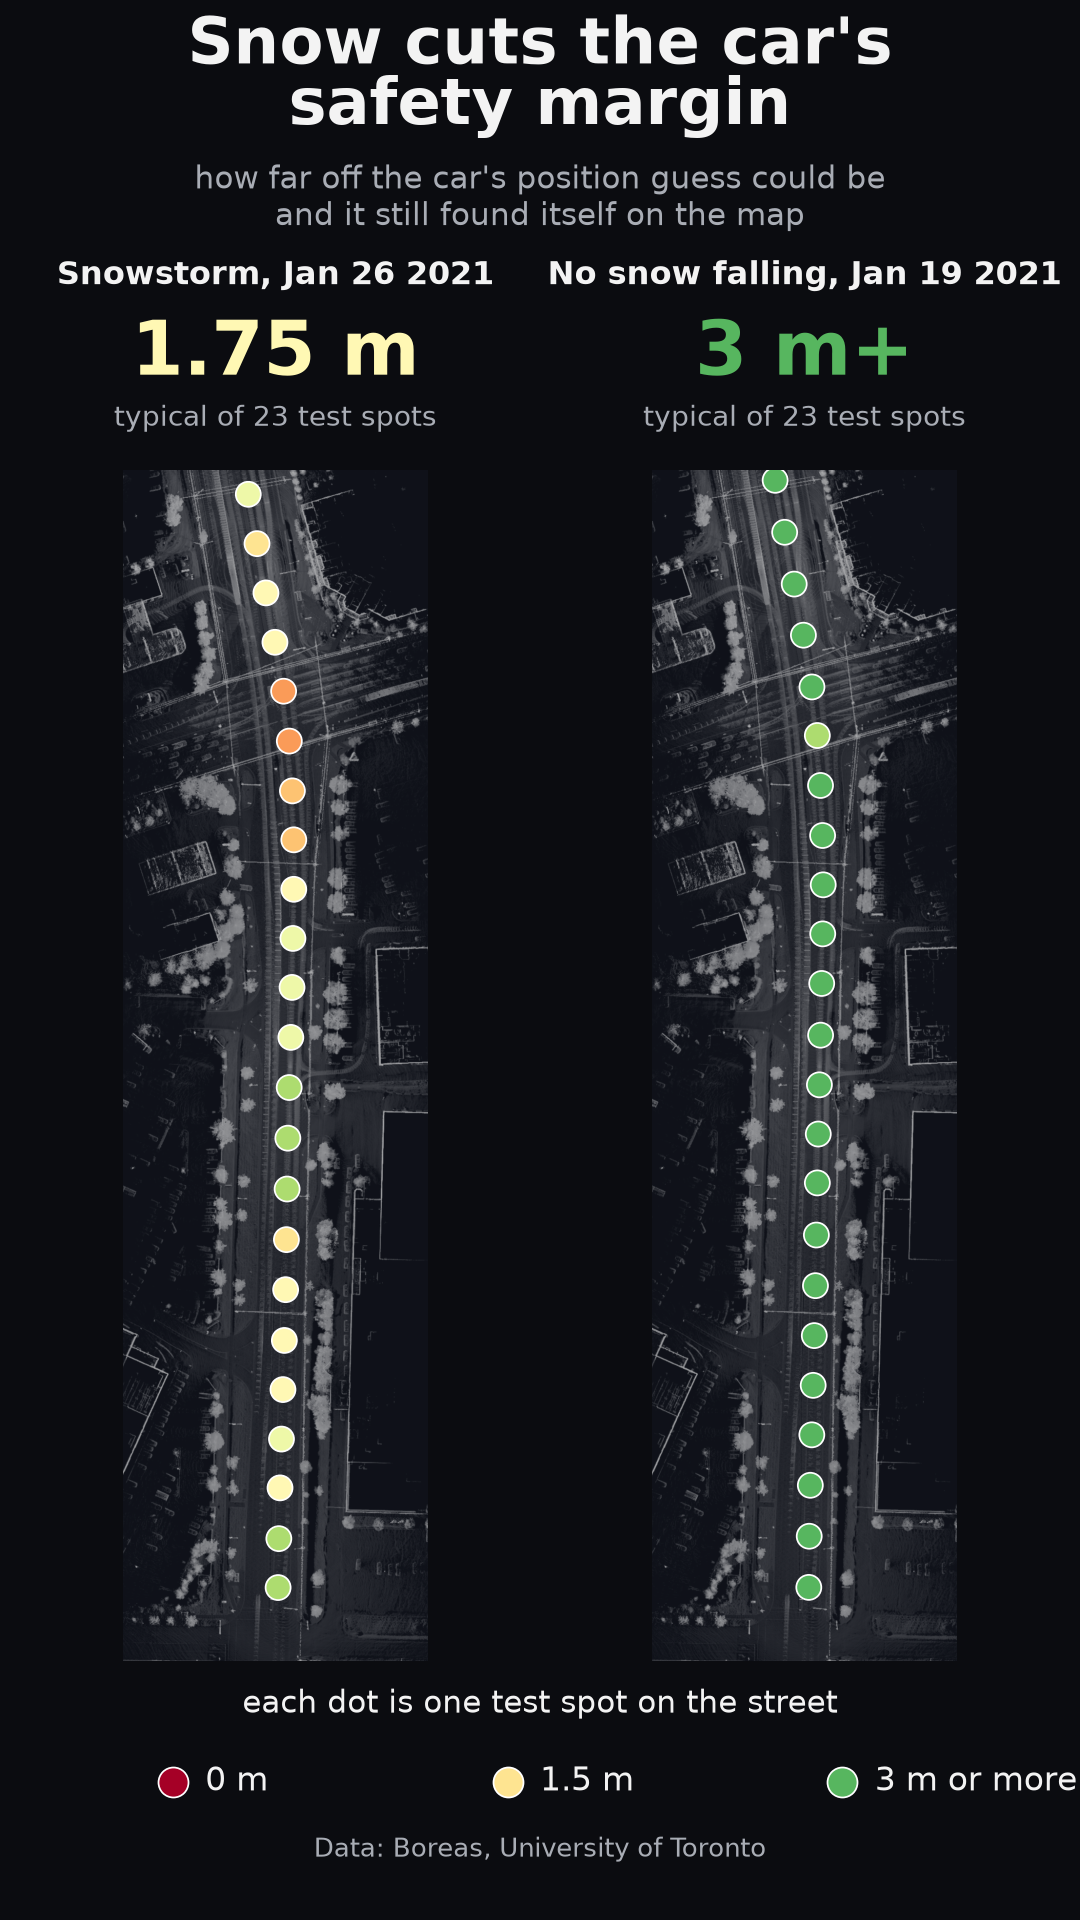 Snow cuts the car's
safety margin
how far off the car's position guess could be
and it still found itself on the map
Snowstorm, Jan 26 2021
1.75 m
typical of 23 test spots
No snow falling, Jan 19 2021
3 m+
typical of 23 test spots
each dot is one test spot on the street
0 m
1.5 m
3 m or more
Data: Boreas, University of Toronto